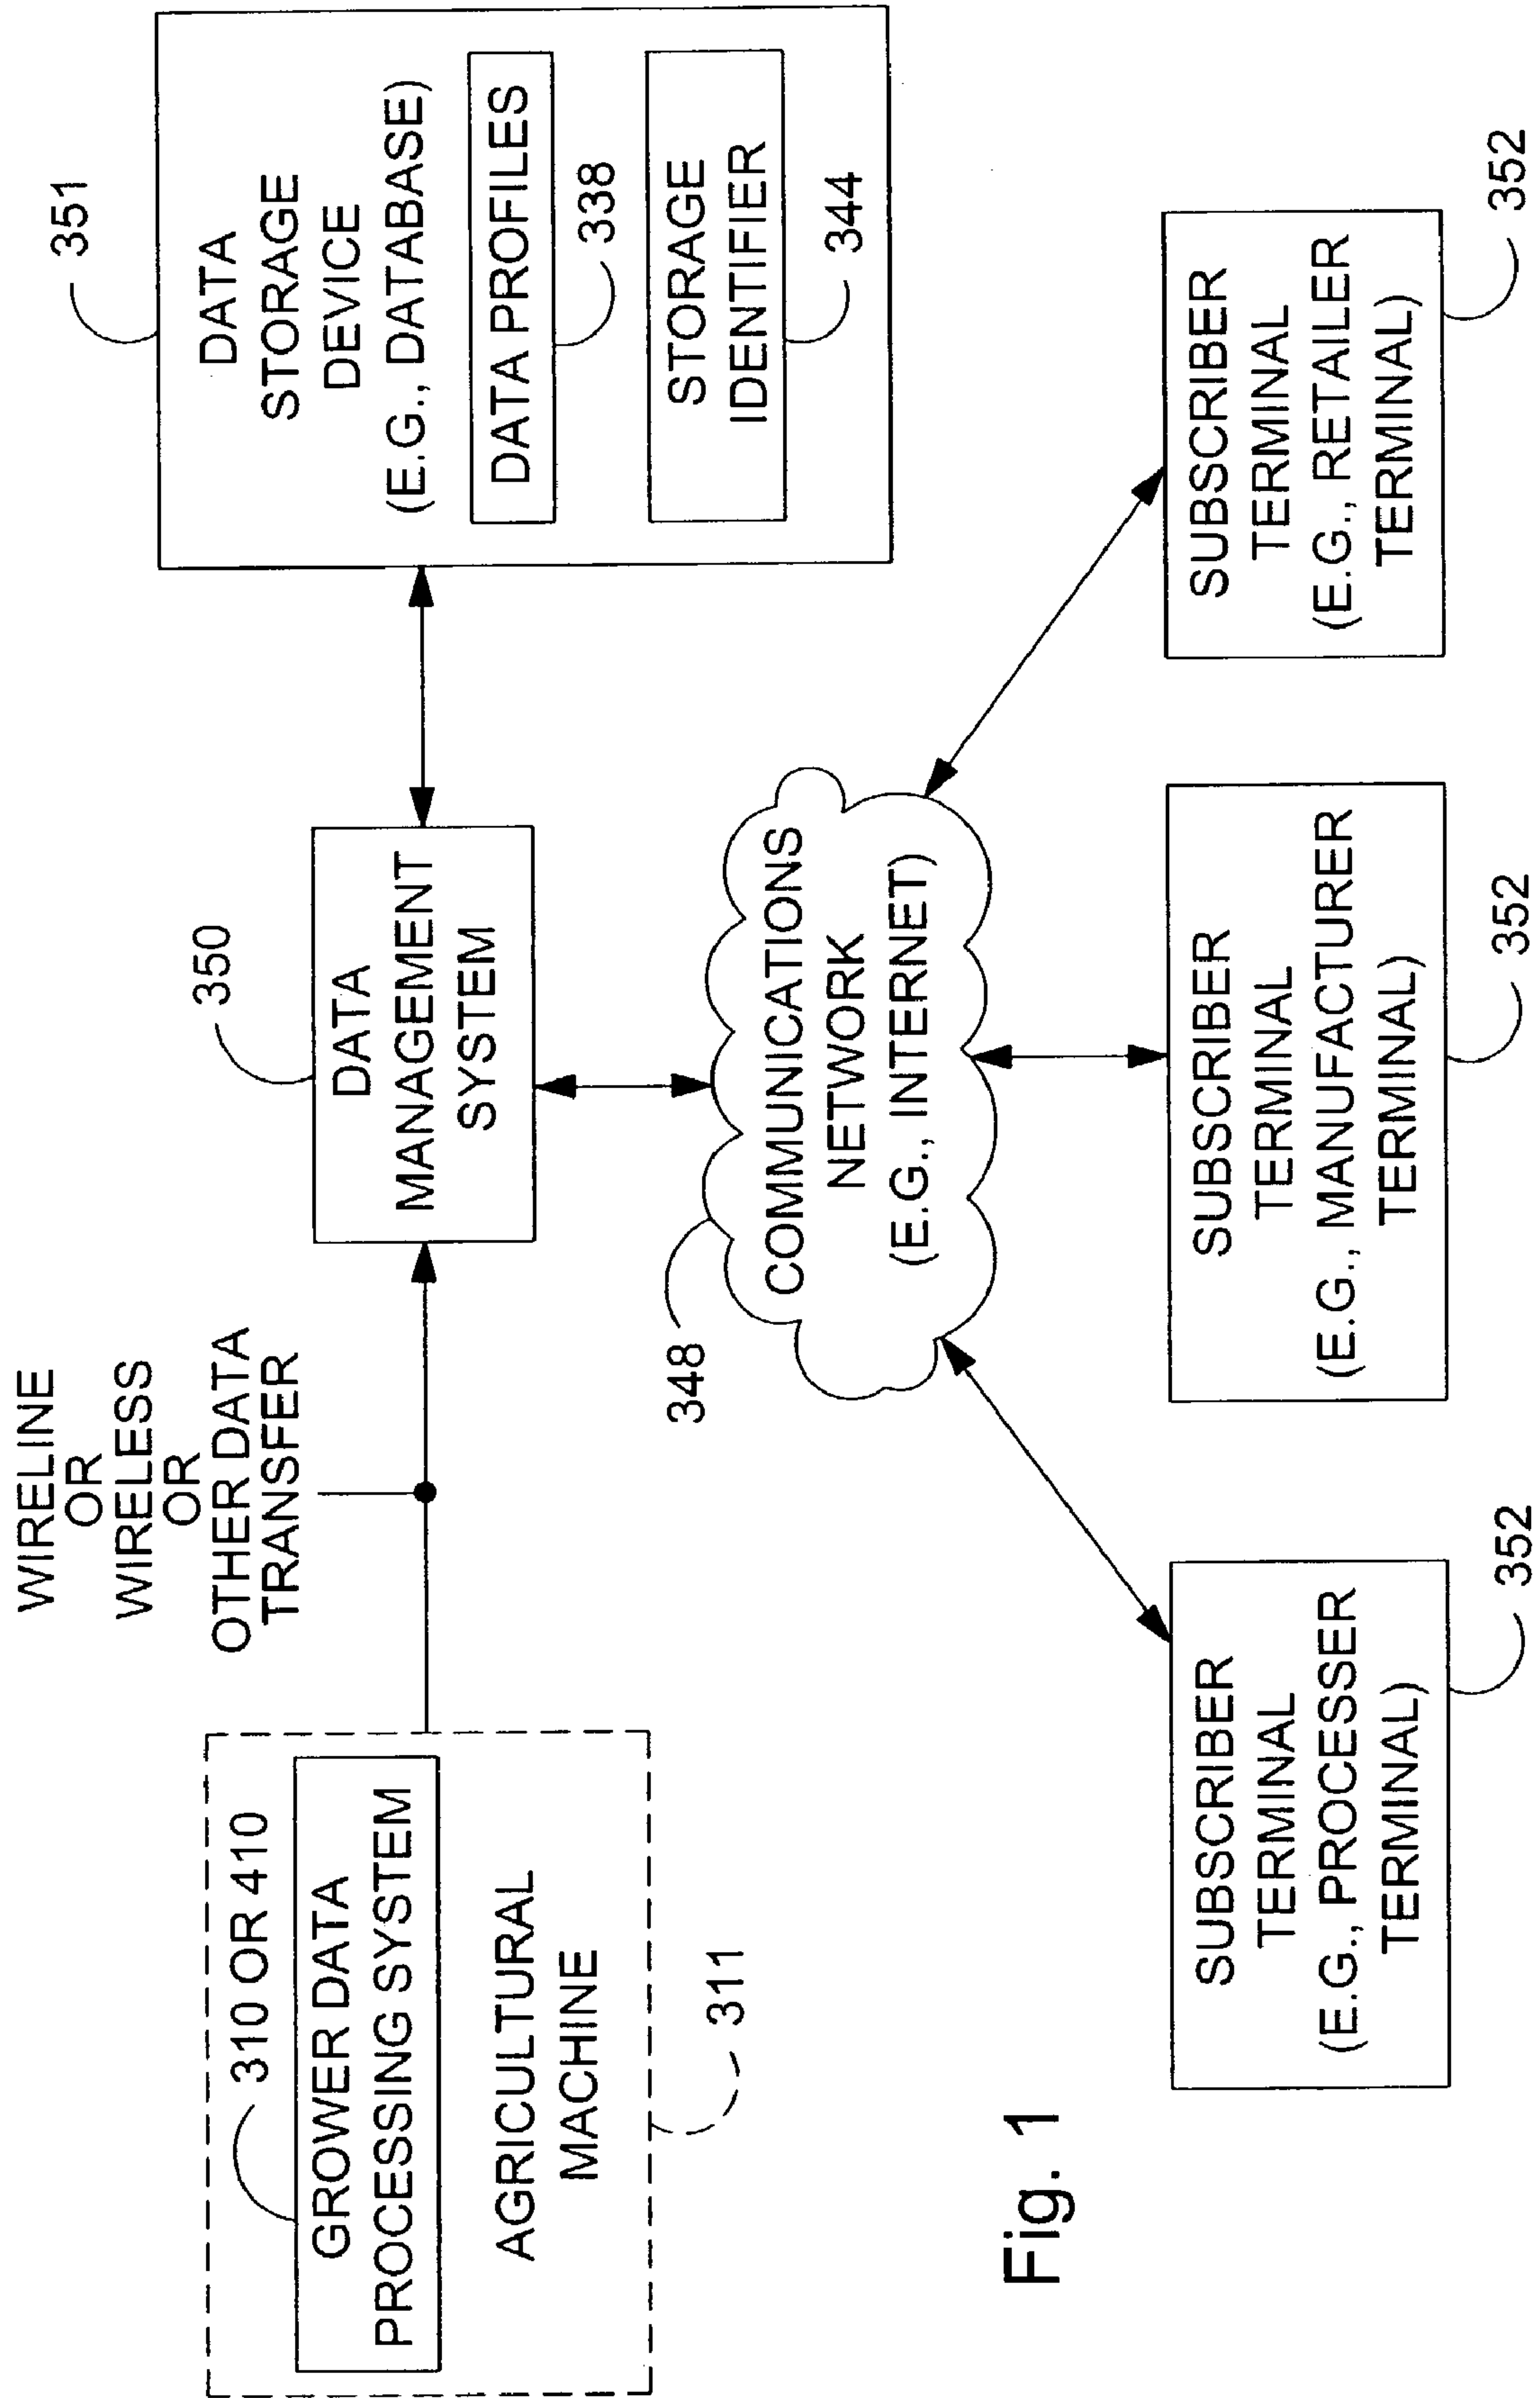 WIRELINE
OR
WIRELESS
OR
OTHER DATA
TRANSFER
310 OR 410
GROWER DATA
PROCESSING SYSTEM
AGRICULTURAL
MACHINE
311
350
DATA
MANAGEMENT
SYSTEM
351
DATA
STORAGE
DEVICE
(E.G., DATABASE)
DATA PROFILES
338
STORAGE
IDENTIFIER
344
348
COMMUNICATIONS
NETWORK
(E.G., INTERNET)
SUBSCRIBER
TERMINAL
(E.G., PROCESSER
TERMINAL)
352
SUBSCRIBER
TERMINAL
(E.G., MANUFACTURER
TERMINAL)
352
SUBSCRIBER
TERMINAL
(E.G., RETAILER
TERMINAL)
352
Fig. 1